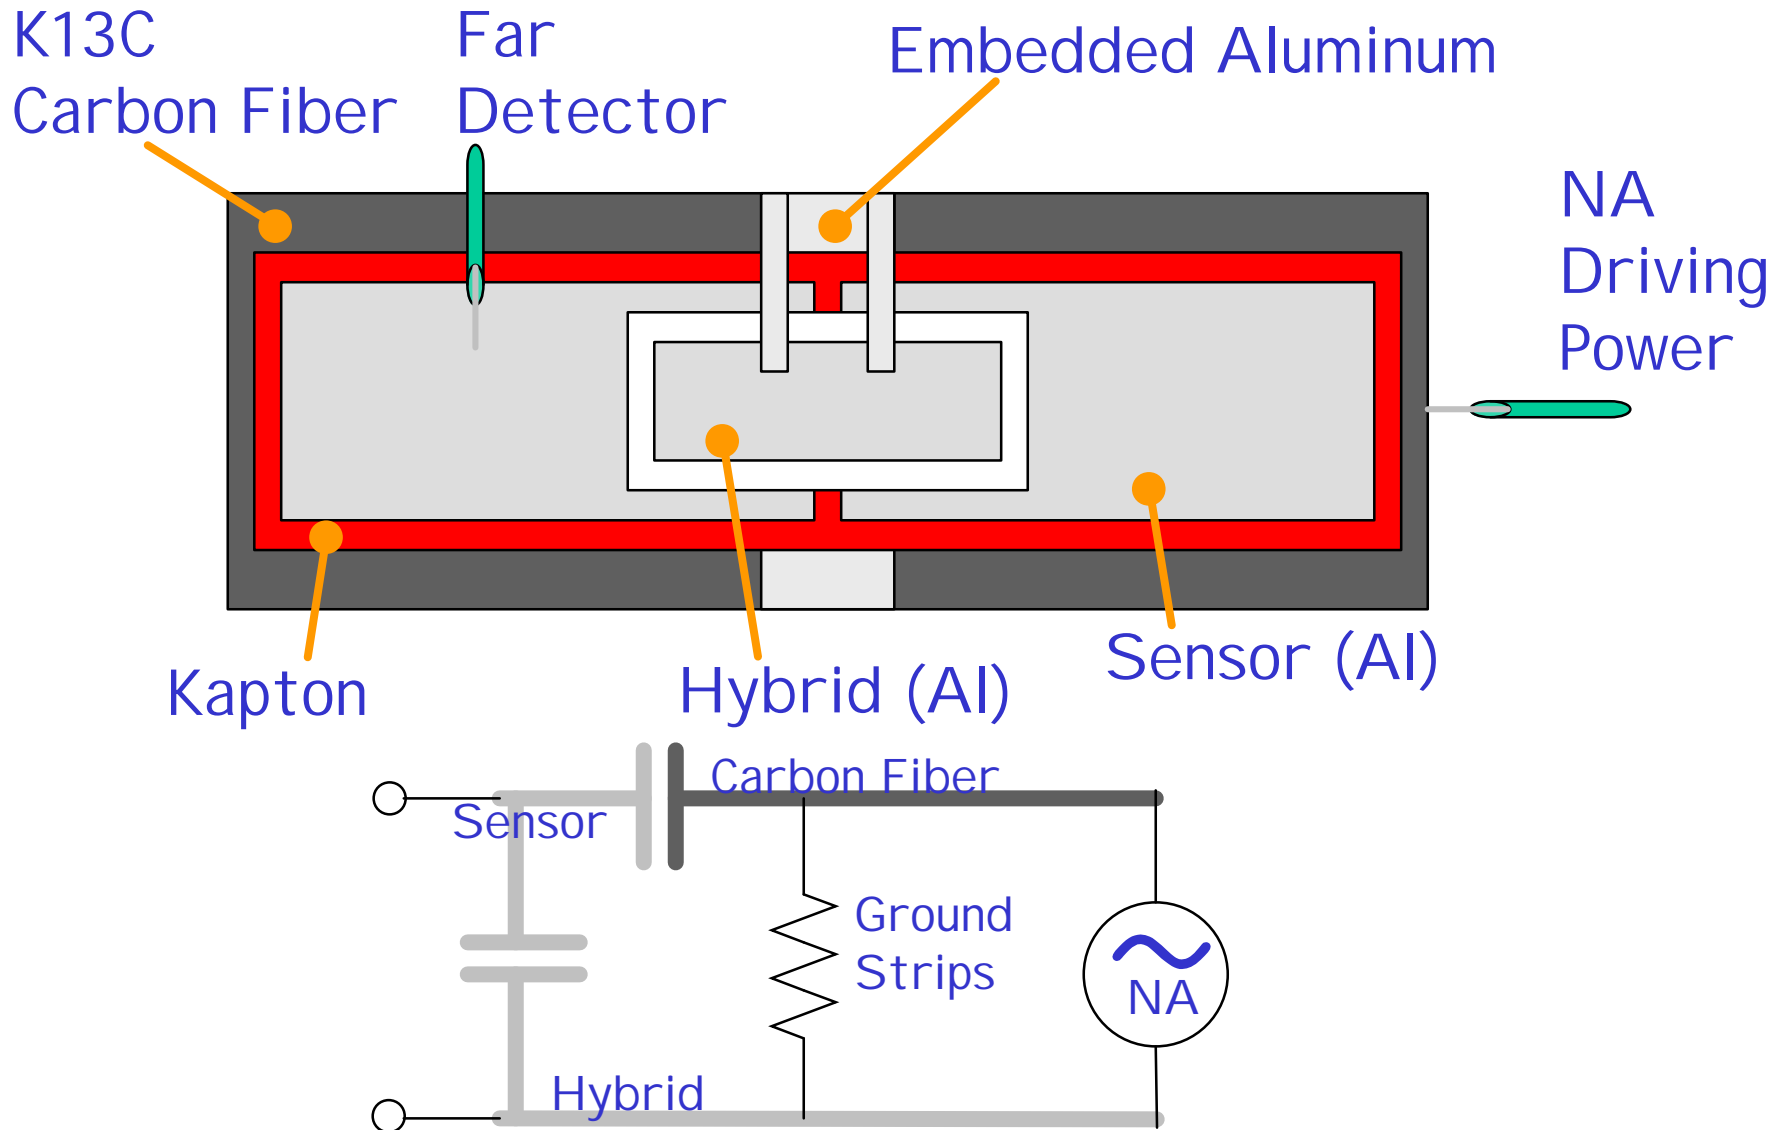 K13C
Carbon Fiber
Far
Detector
Embedded Aluminum
NA
Driving
Power
Kapton
Hybrid (Al)
Sensor (Al)
Carbon Fiber
Sensor
Ground
Strips
NA
Hybrid